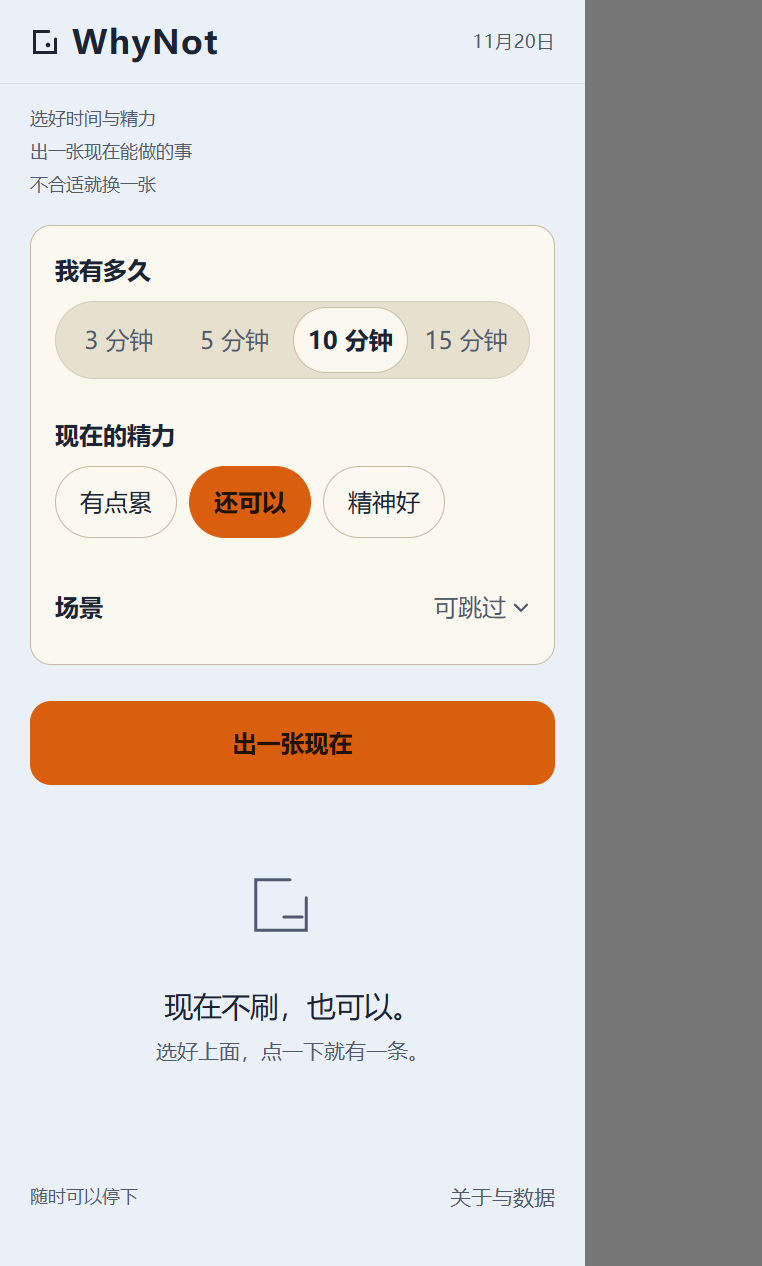 WhyNot
11月20日
选好时间与精力
出一张现在能做的事
不合适就换一张
我有多久
3 分钟 5 分钟 10 分钟 15 分钟
现在的精力
有点累 还可以 精神好
场景 可跳过
出一张现在
现在不刷，也可以。
选好上面，点一下就有一条。
随时可以停下 关于与数据